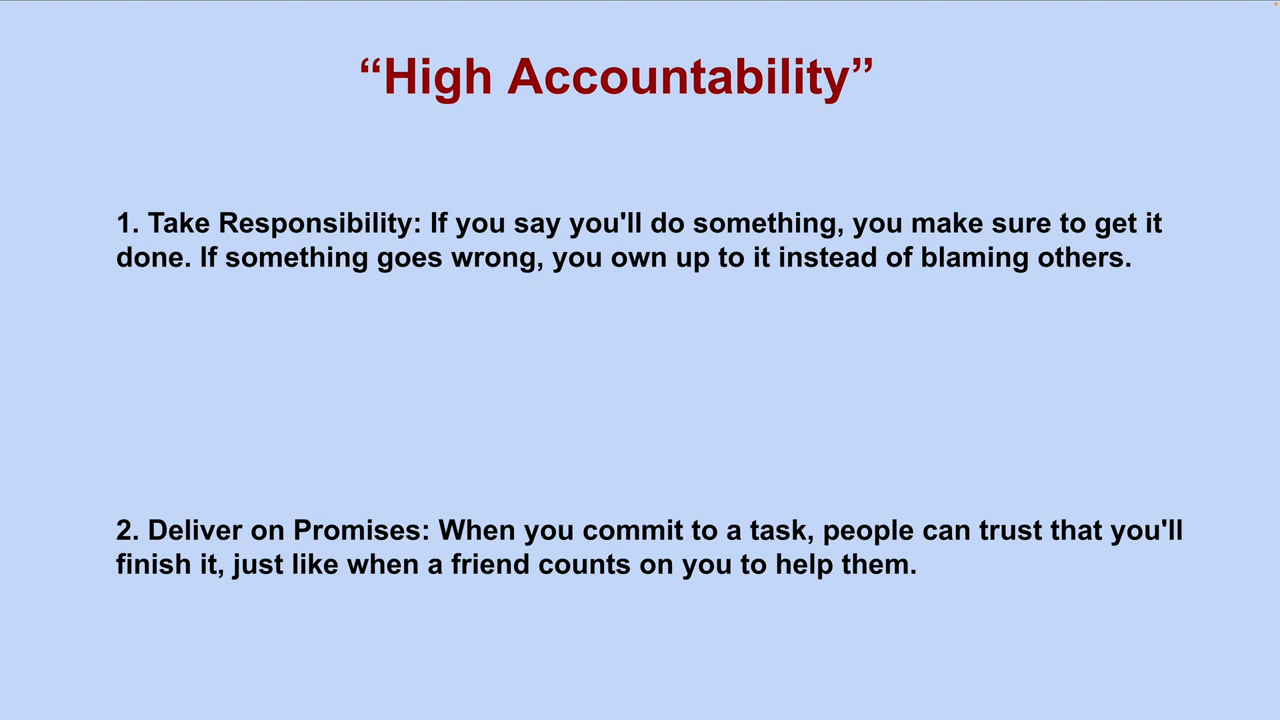 “High Accountability”
1. Take Responsibility: If you say you'll do something, you make sure to get it
done. If something goes wrong, you own up to it instead of blaming others.
2. Deliver on Promises: When you commit to a task, people can trust that you'll
finish it, just like when a friend counts on you to help them.